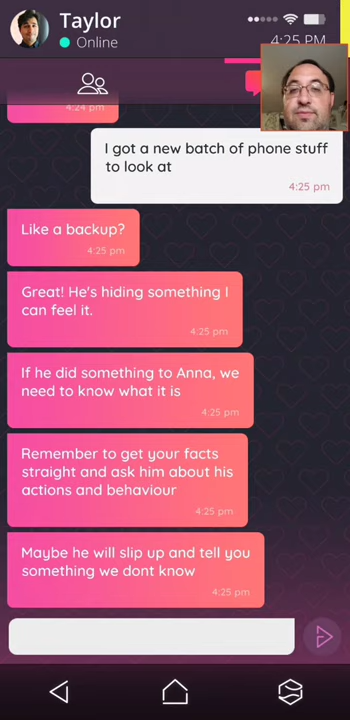 Taylor
Online
4:25 PM
4:24 pm
I got a new batch of phone stuff
to look at
4:25 pm
Like a backup?
4:25 pm
Great! He's hiding something I
can feel it.
4:25 pm
If he did something to Anna, we
need to know what it is
4:25 pm
Remember to get your facts
straight and ask him about his
actions and behaviour
4:25 pm
Maybe he will slip up and tell you
something we dont know
4:25 pm